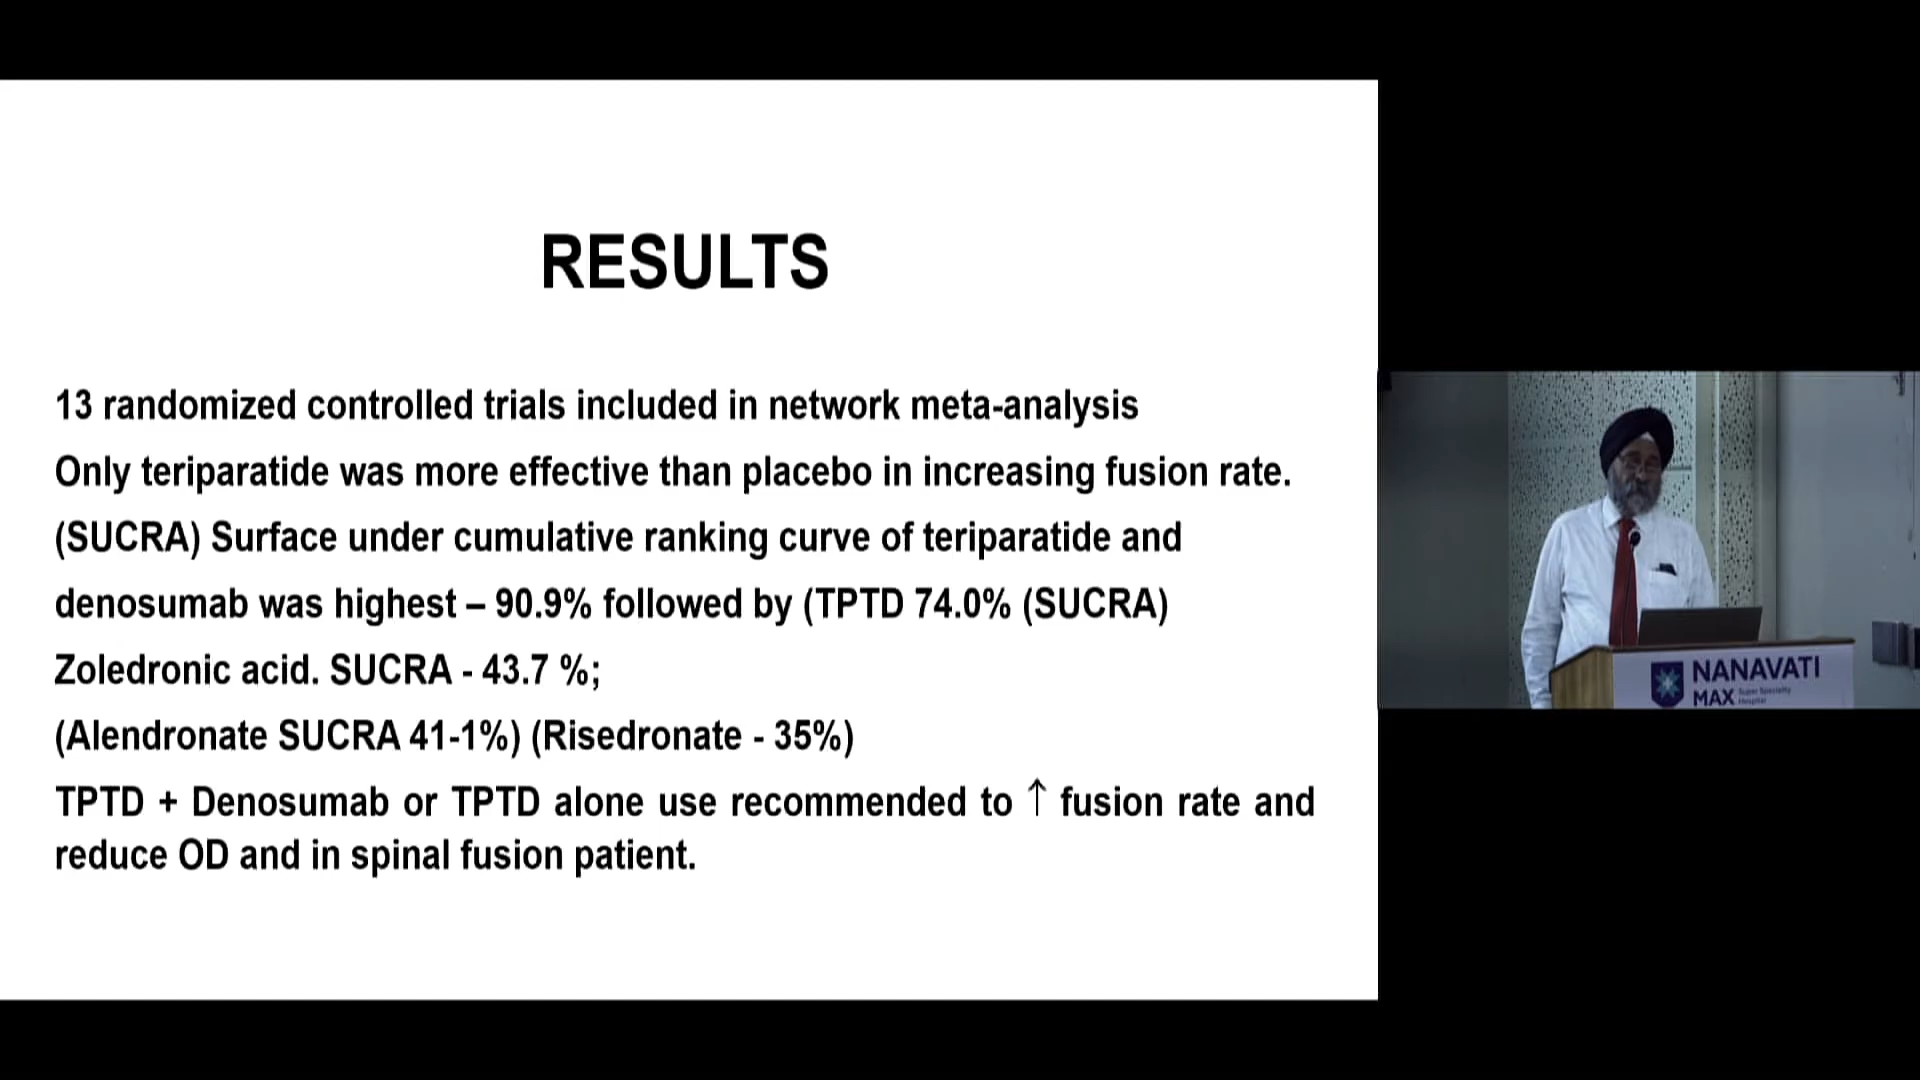 RESULTS
13 randomized controlled trials included in network meta-analysis
Only teriparatide was more effective than placebo in increasing fusion rate.
(SUCRA) Surface under cumulative ranking curve of teriparatide and
denosumab was highest – 90.9% followed by (TPTD 74.0% (SUCRA)
Zoledronic acid. SUCRA - 43.7 %;
(Alendronate SUCRA 41-1%) (Risedronate - 35%)
TPTD + Denosumab or TPTD alone use recommended to ↑ fusion rate and
reduce OD and in spinal fusion patient.
NANAVATI
MAX Super Speciality
Hospital